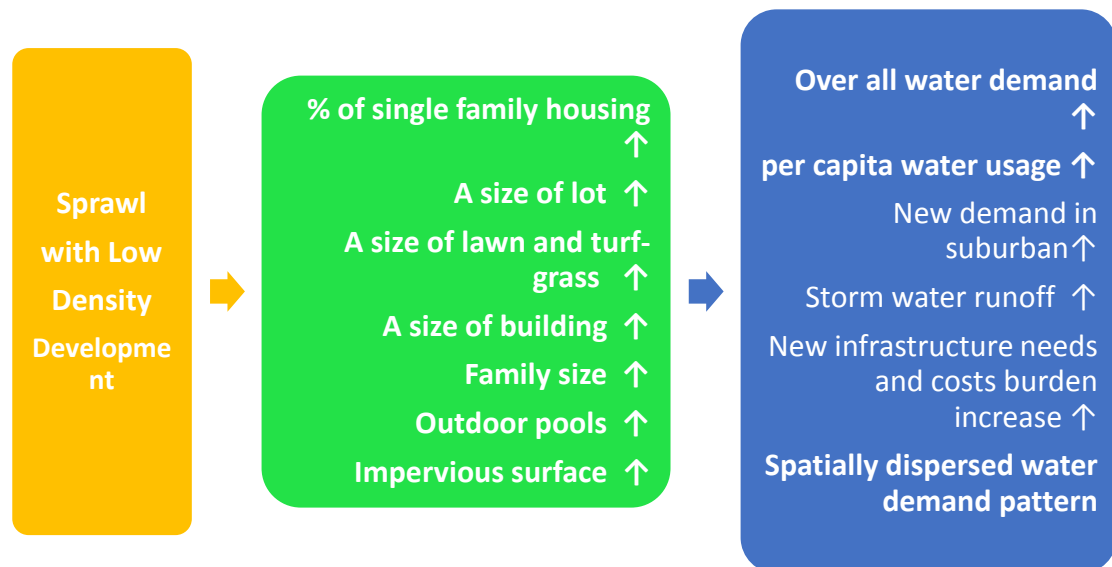 Sprawl
with Low
Density
Developme
nt
% of single family housing
↑
A size of lot ↑
A size of lawn and turf-
grass ↑
A size of building ↑
Family size ↑
Outdoor pools ↑
Impervious surface ↑
Over all water demand
↑
per capita water usage ↑
New demand in
suburban↑
Storm water runoff ↑
New infrastructure needs
and costs burden
increase ↑
Spatially dispersed water
demand pattern